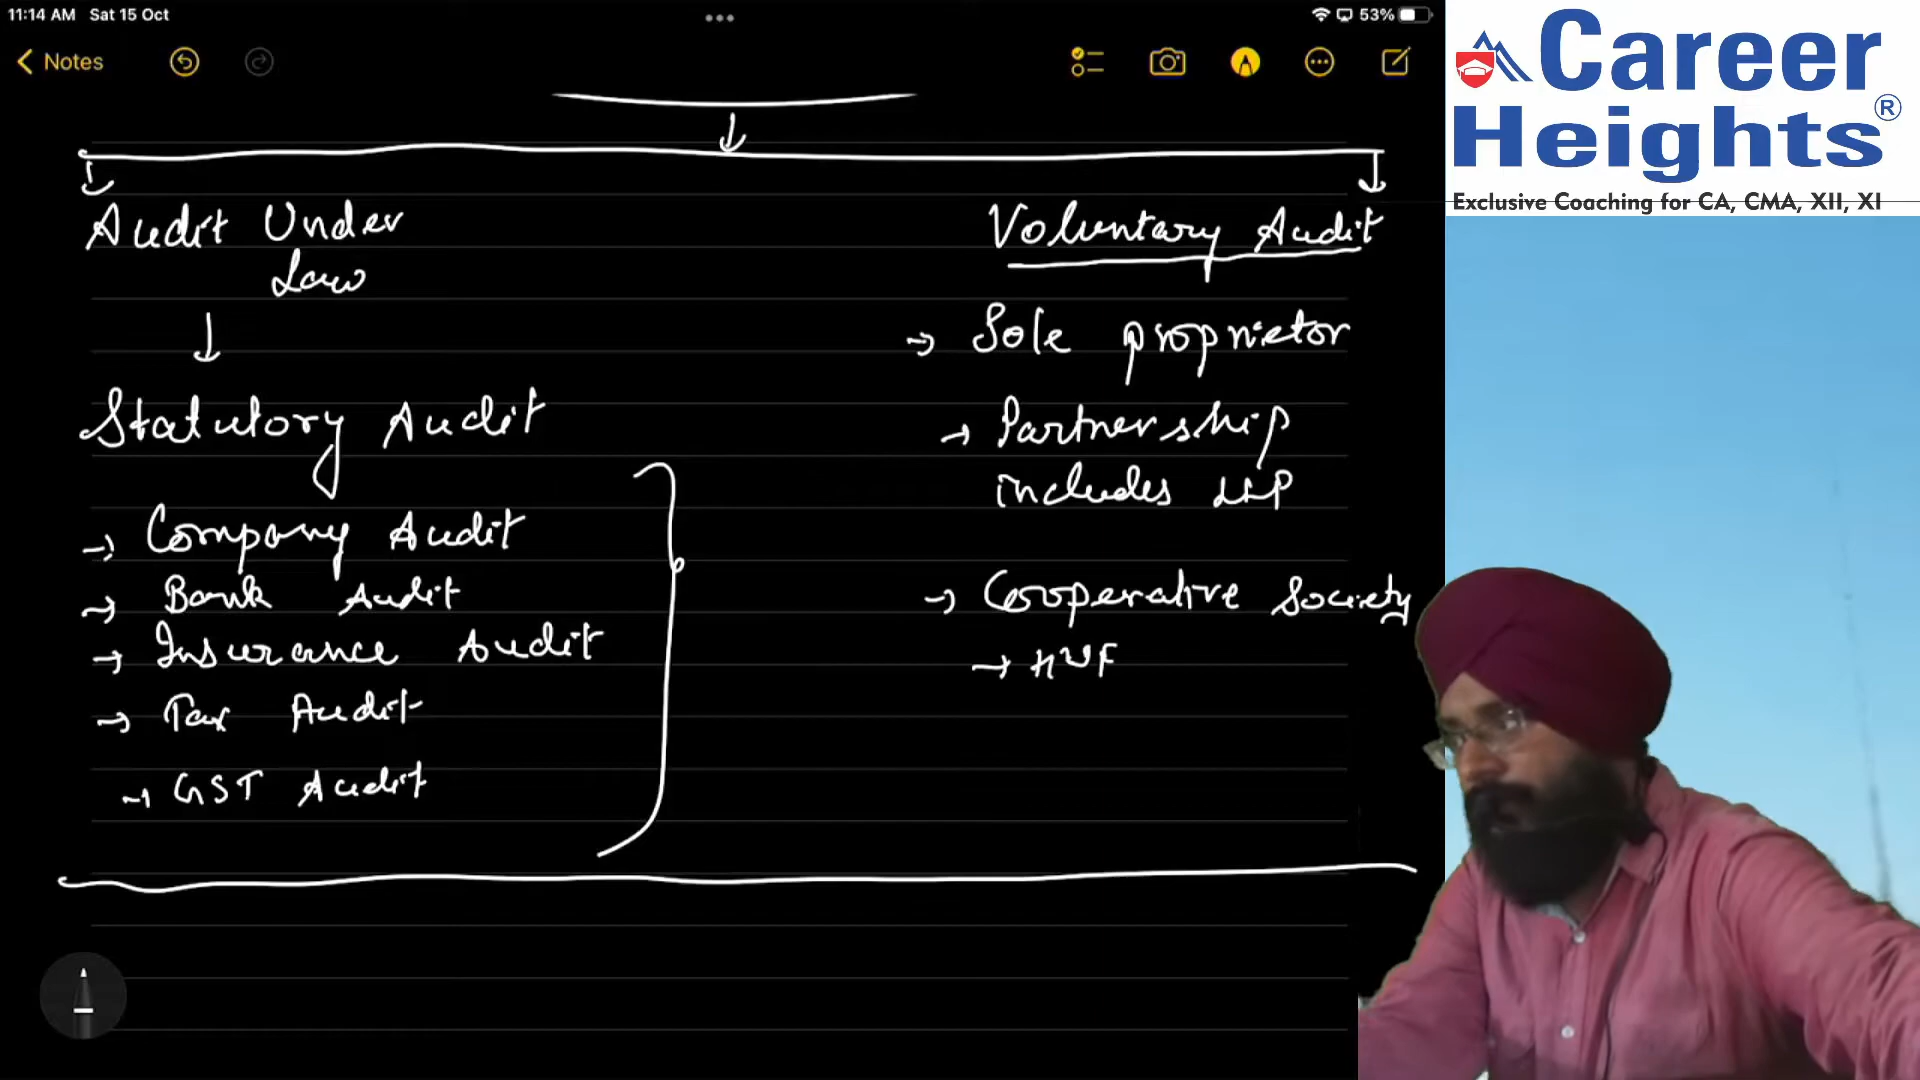 11:14 AM Sat 15 Oct
53%
Notes
Career
Heights®
Exclusive Coaching for CA, CMA, XII, XI
Audit Under
Law
Statutory Audit
→ Company Audit
→ Bank Audit
→ Insurance Audit
→ Tax Audit
→ GST Audit
Voluntary Audit
→ Sole proprietor
→ Partnership
includes LLP
→ Cooperative Society
→ HUF